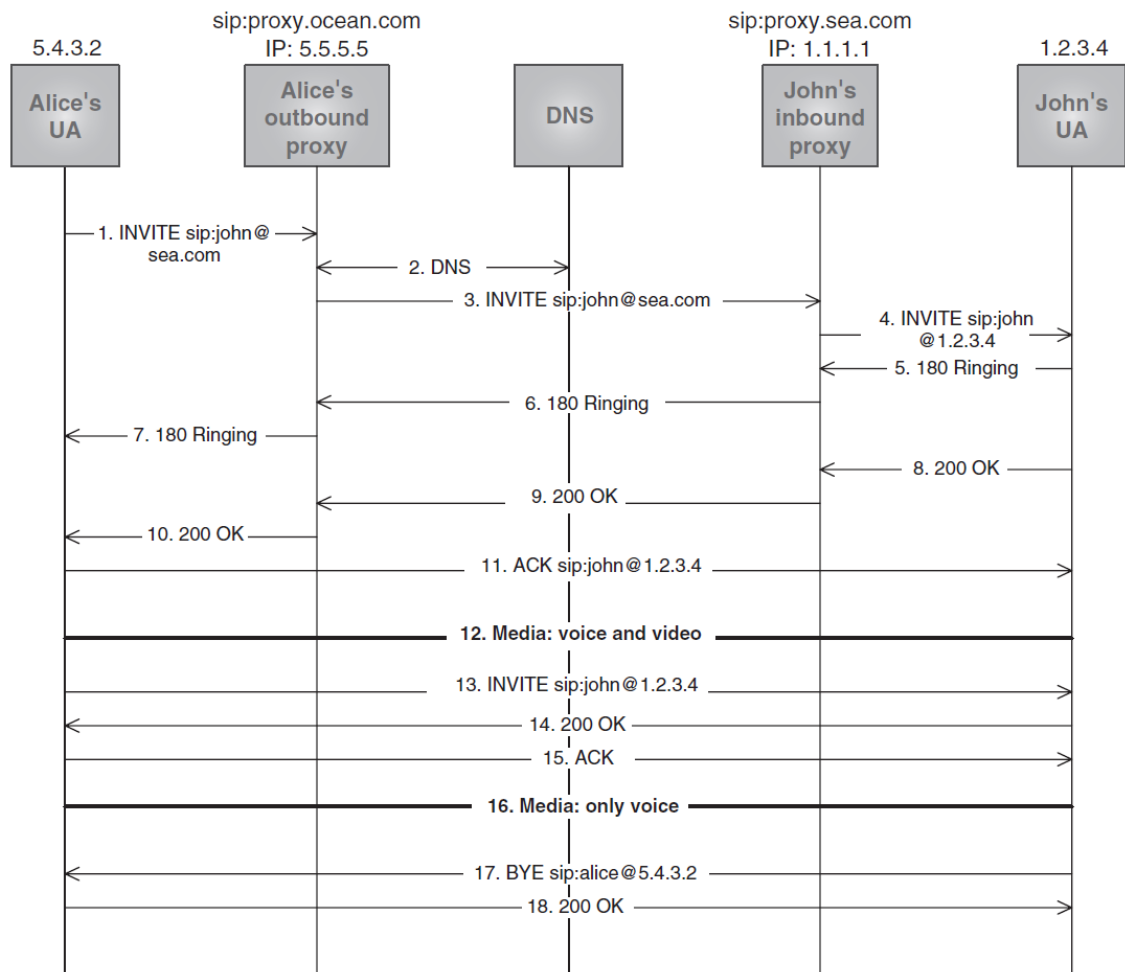 sip:proxy.ocean.com
sip:proxy.sea.com
5.4.3.2
IP: 5.5.5.5
IP: 1.1.1.1
1.2.3.4
Alice's
UA
Alice's
outbound
proxy
DNS
John's
inbound
proxy
John's
UA
1. INVITE sip:john@
sea.com
2. DNS
3. INVITE sip:john@sea.com
4. INVITE sip:john
@1.2.3.4
5. 180 Ringing
6. 180 Ringing
7. 180 Ringing
8. 200 OK
9. 200 OK
10. 200 OK
11. ACK sip:john@1.2.3.4
12. Media: voice and video
13. INVITE sip:john@1.2.3.4
14. 200 OK
15. ACK
16. Media: only voice
17. BYE sip:alice@5.4.3.2
18. 200 OK